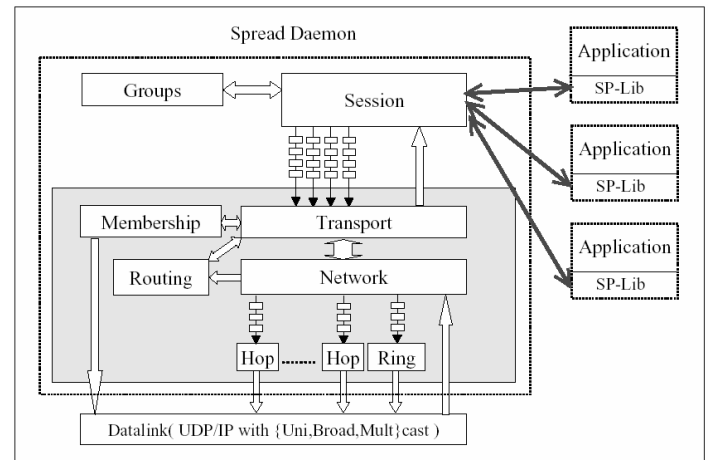 Spread Daemon
Groups
Session
Application
SP-Lib
Application
SP-Lib
Application
SP-Lib
Membership
Transport
Routing
Network
Hop ........ Hop Ring
Datalink( UDP/IP with {Uni,Broad,Mult}cast )